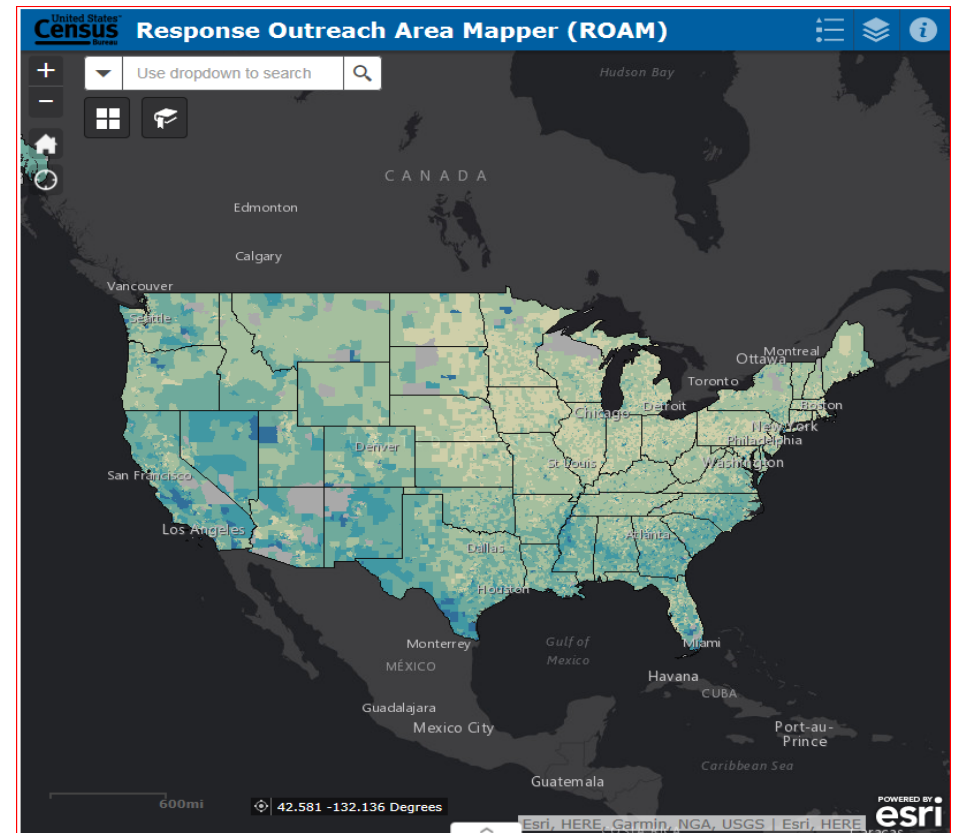 United States™
Census
Bureau
Response Outreach Area Mapper (ROAM)
Use dropdown to search
Hudson Bay
CANADA
Edmonton
Calgary
Vancouver
Seattle
Montreal
Ottawa
Toronto
Chicago
Detroit
Boston
New York
Philadelphia
Denver
St Louis
Washington
San Francisco
Los Angeles
Atlanta
Dallas
Houston
Monterrey
Gulf of
Mexico
Miami
MÉXICO
Havana
CUBA
Guadalajara
Mexico City
Port-au-
Prince
Caribbean Sea
Guatemala
600mi
42.581 -132.136 Degrees
POWERED BY
esri
Esri, HERE, Garmin, NGA, USGS | Esri, HERE